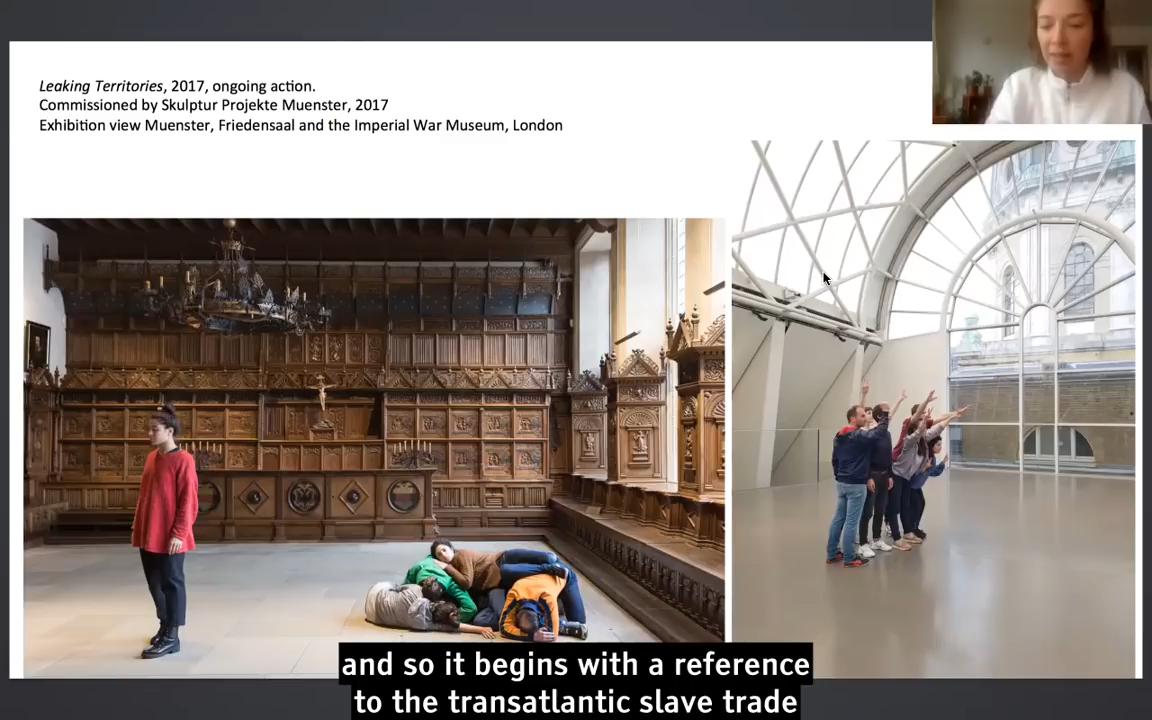 Leaking Territories, 2017, ongoing action.
Commissioned by Skulptur Projekte Muenster, 2017
Exhibition view Muenster, Friedensaal and the Imperial War Museum, London
and so it begins with a reference
to the transatlantic slave trade